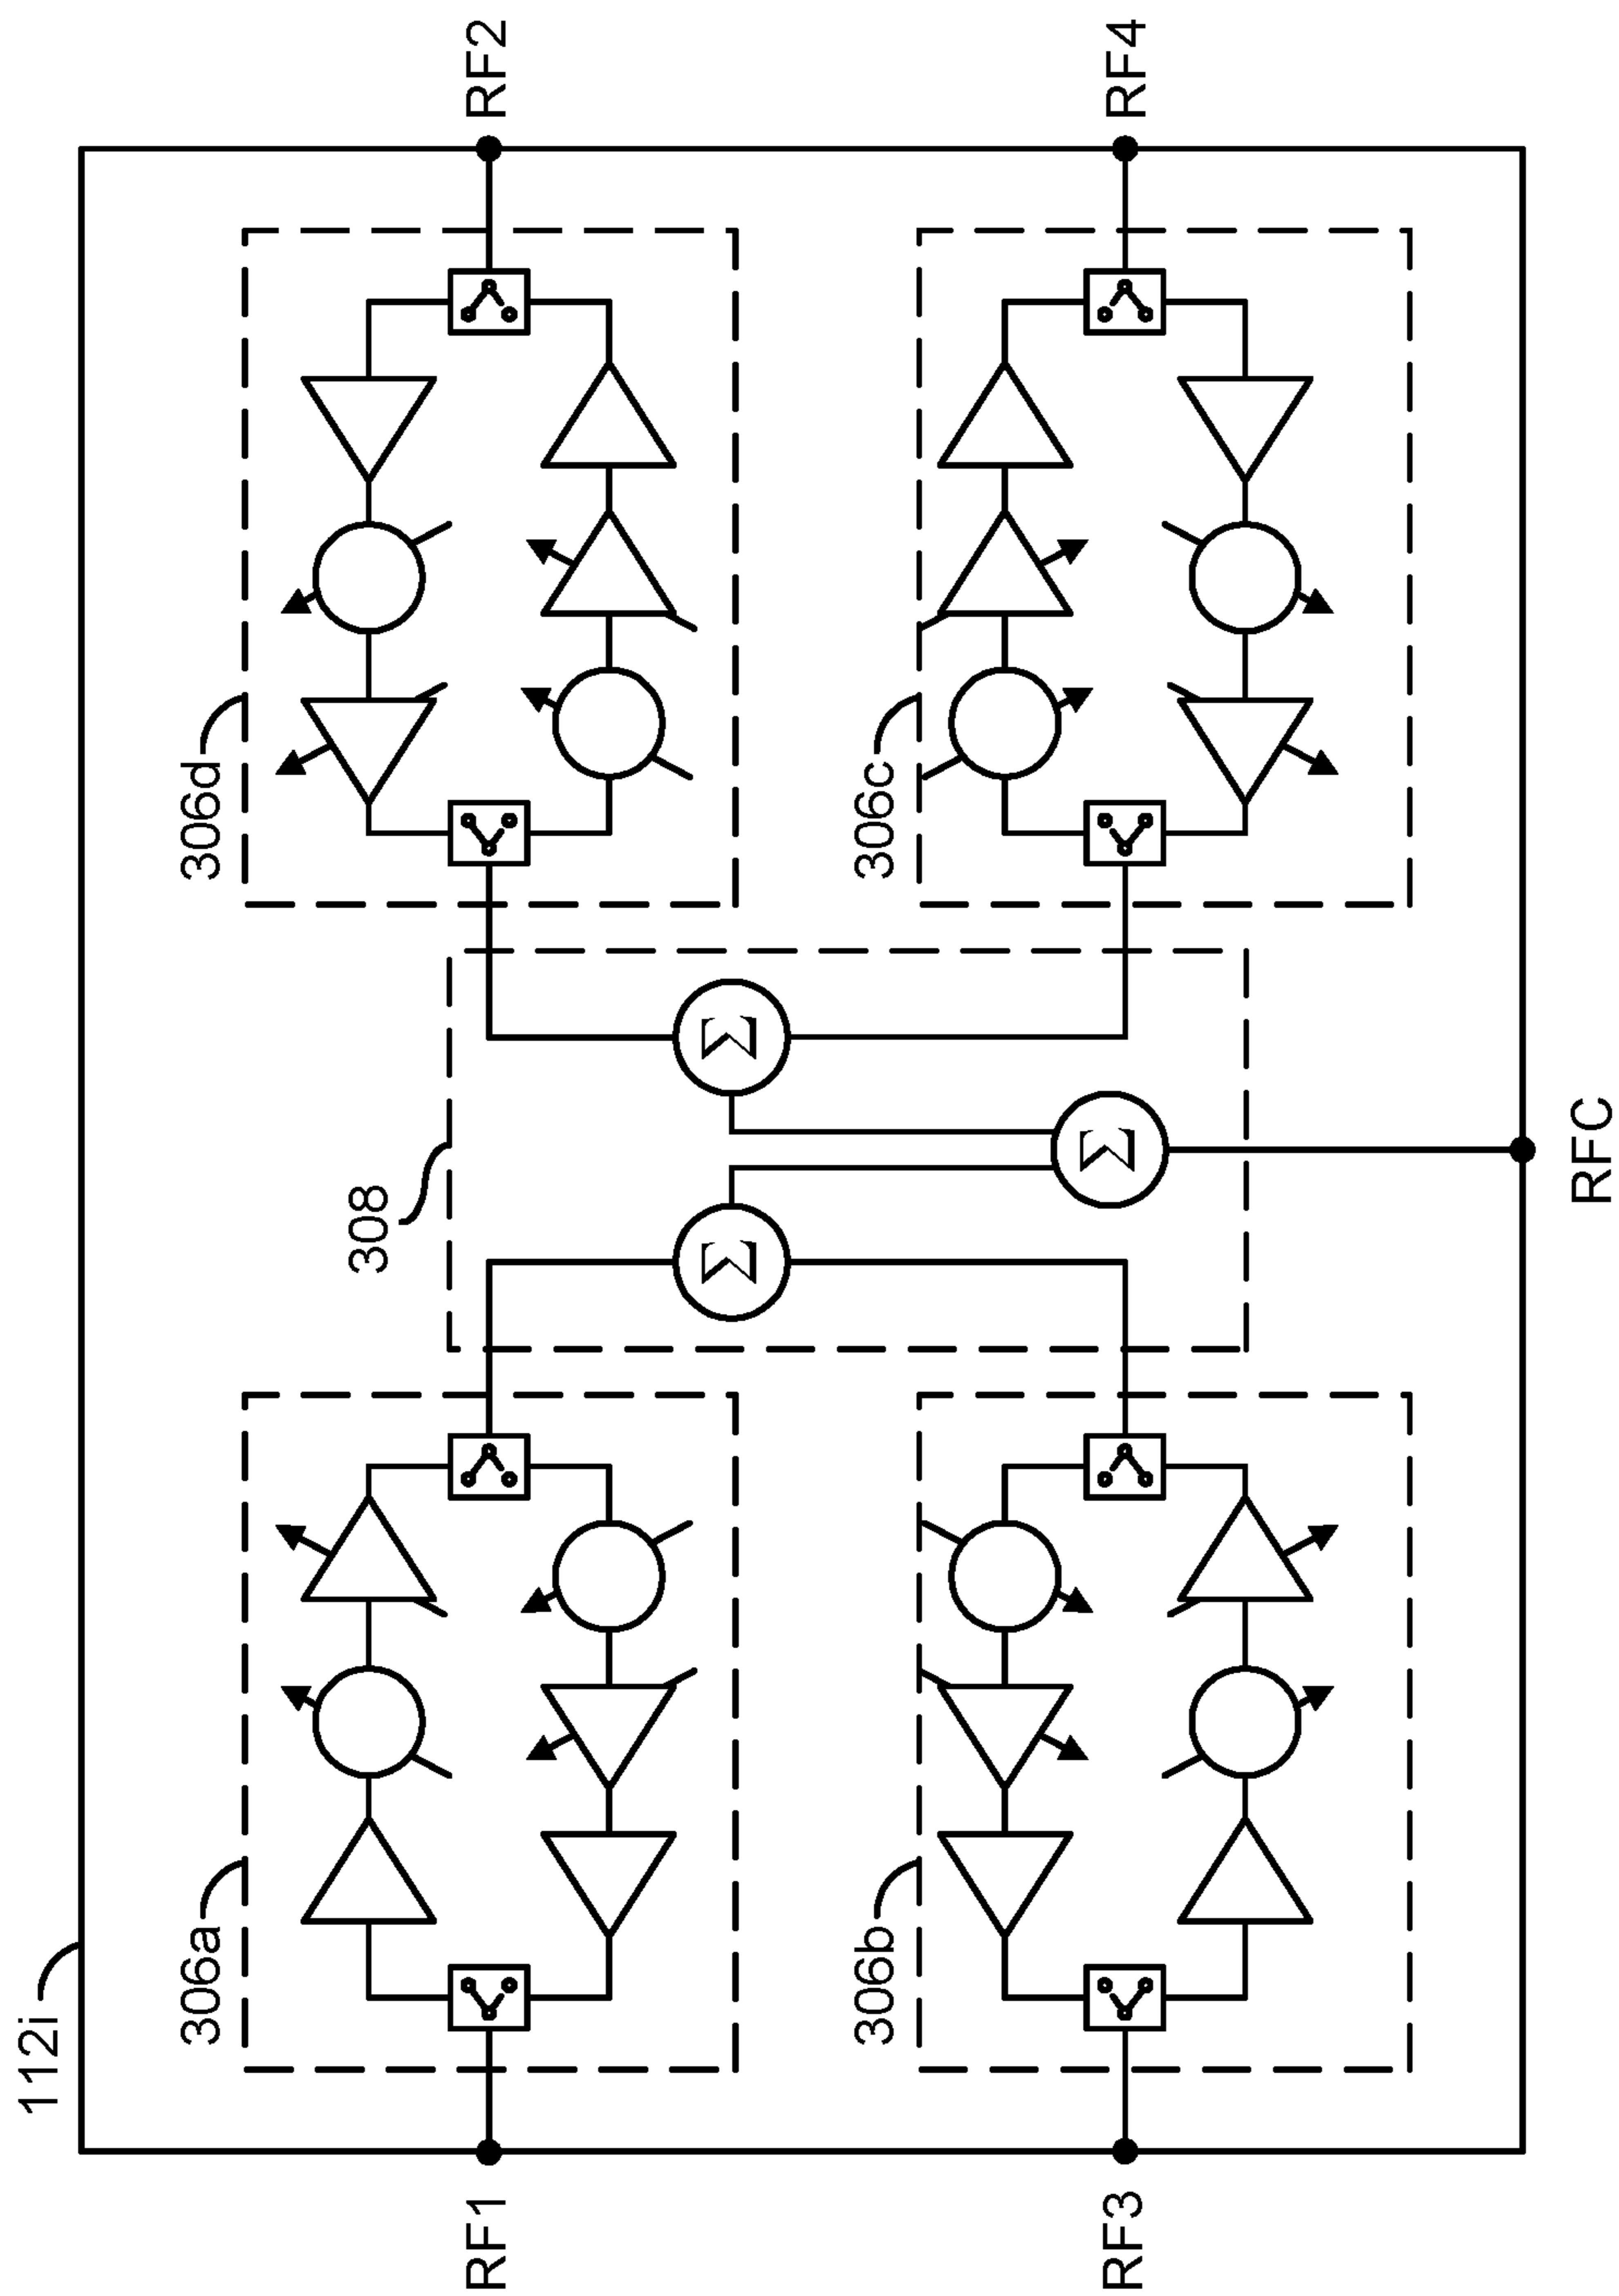 112i
306a
306d
RF1
RF2
308
Σ
Σ
Σ
306b
306c
RF3
RF4
RFC